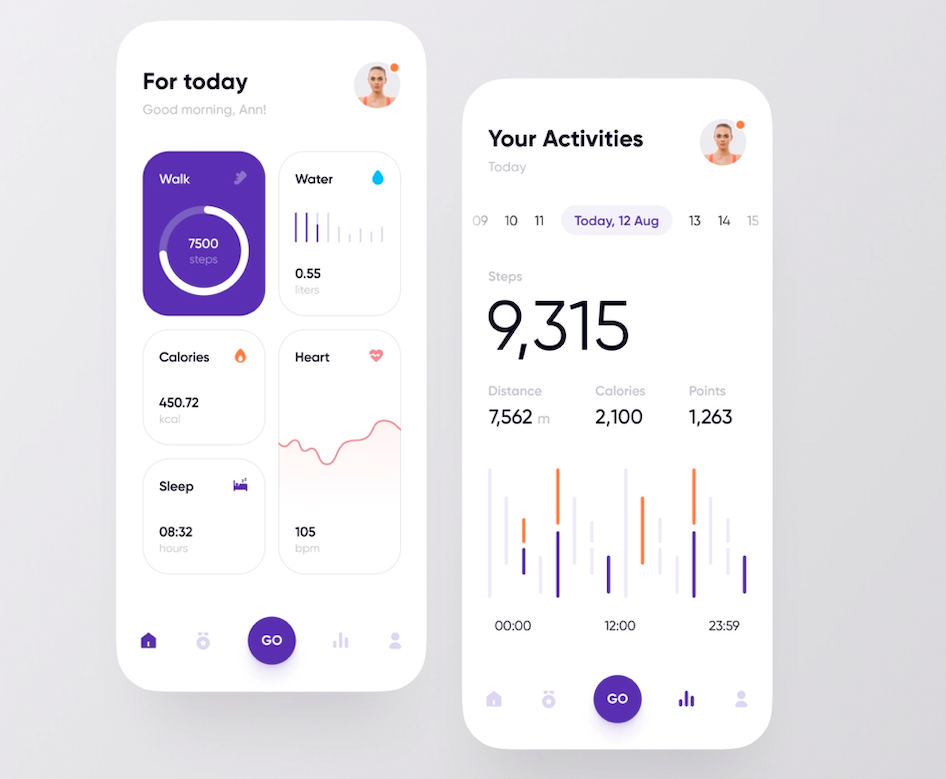 For today
Good morning, Ann!
Walk
7500
steps
Water
0.55
liters
Calories
450.72
kcal
Heart
105
bpm
Sleep
08:32
hours
GO
Your Activities
Today
09 10 11 Today, 12 Aug 13 14 15
Steps
9,315
Distance Calories Points
7,562 m 2,100 1,263
00:00 12:00 23:59
GO